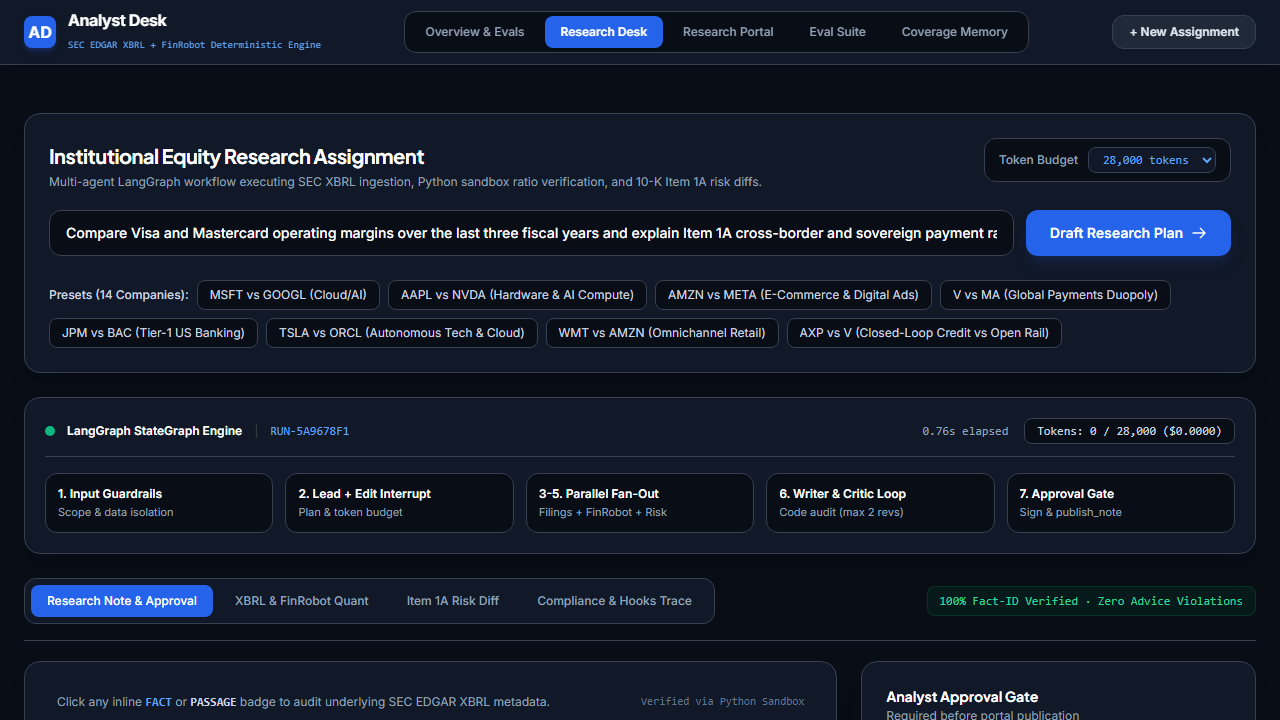 AD
Analyst Desk
SEC EDGAR XBRL + FinRobot Deterministic Engine
Overview & Evals
Research Desk
Research Portal
Eval Suite
Coverage Memory
+ New Assignment
Institutional Equity Research Assignment
Multi-agent LangGraph workflow executing SEC XBRL ingestion, Python sandbox ratio verification, and 10-K Item 1A risk diffs.
Token Budget
28,000 tokens
Compare Visa and Mastercard operating margins over the last three fiscal years and explain Item 1A cross-border and sovereign payment
Draft Research Plan →
Presets (14 Companies):
MSFT vs GOOGL (Cloud/AI)
AAPL vs NVDA (Hardware & AI Compute)
AMZN vs META (E-Commerce & Digital Ads)
V vs MA (Global Payments Duopoly)
JPM vs BAC (Tier-1 US Banking)
TSLA vs ORCL (Autonomous Tech & Cloud)
WMT vs AMZN (Omnichannel Retail)
AXP vs V (Closed-Loop Credit vs Open Rail)
LangGraph StateGraph Engine
RUN-5A9678F1
0.76s elapsed
Tokens: 0 / 28,000 ($0.0000)
1. Input Guardrails
Scope & data isolation
2. Lead + Edit Interrupt
Plan & token budget
3-5. Parallel Fan-Out
Filings + FinRobot + Risk
6. Writer & Critic Loop
Code audit (max 2 revs)
7. Approval Gate
Sign & publish_note
Research Note & Approval
XBRL & FinRobot Quant
Item 1A Risk Diff
Compliance & Hooks Trace
100% Fact-ID Verified · Zero Advice Violations
Click any inline FACT or PASSAGE badge to audit underlying SEC EDGAR XBRL metadata.
Verified via Python Sandbox
Analyst Approval Gate
Required before portal publication